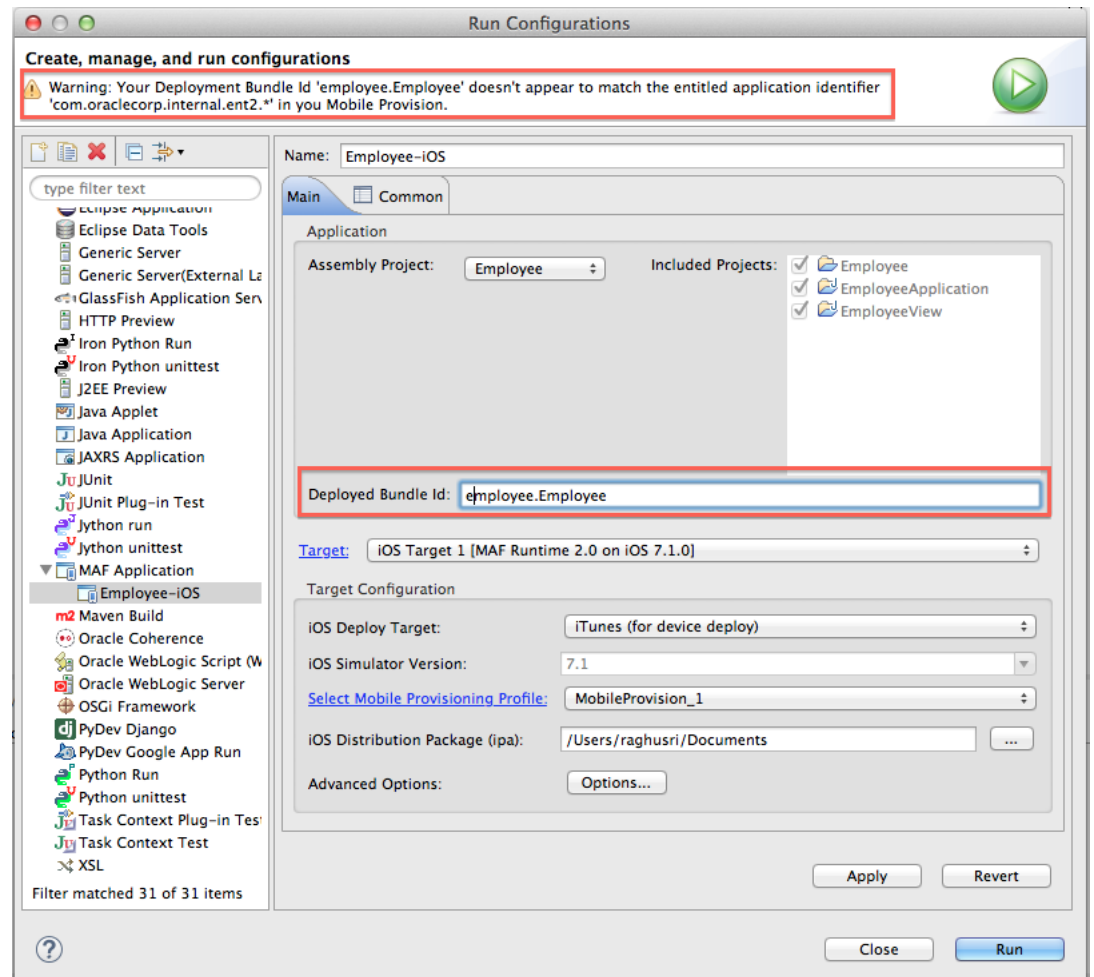 Run Configurations
Create, manage, and run configurations
Warning: Your Deployment Bundle Id 'employee.Employee' doesn't appear to match the entitled application identifier
'com.oraclecorp.internal.ent2.*' in you Mobile Provision.
type filter text
Eclipse Application
Eclipse Data Tools
Generic Server
Generic Server(External La
GlassFish Application Serv
HTTP Preview
Iron Python Run
Iron Python unittest
J2EE Preview
Java Applet
Java Application
JAXRS Application
JUnit
JUnit Plug-in Test
Jython run
Jython unittest
MAF Application
Employee-iOS
m2 Maven Build
Oracle Coherence
Oracle WebLogic Script (W
Oracle WebLogic Server
OSGi Framework
dj PyDev Django
PyDev Google App Run
Python Run
Python unittest
Task Context Plug-in Test
Task Context Test
XSL
Filter matched 31 of 31 items
Name: Employee-iOS
Main Common
Application
Assembly Project: Employee
Included Projects: Employee
EmployeeApplication
EmployeeView
Deployed Bundle Id: employee.Employee
Target: iOS Target 1 [MAF Runtime 2.0 on iOS 7.1.0]
Target Configuration
iOS Deploy Target: iTunes (for device deploy)
iOS Simulator Version: 7.1
Select Mobile Provisioning Profile: MobileProvision_1
iOS Distribution Package (ipa): /Users/raghusri/Documents ...
Advanced Options: Options...
Apply Revert
? Close Run